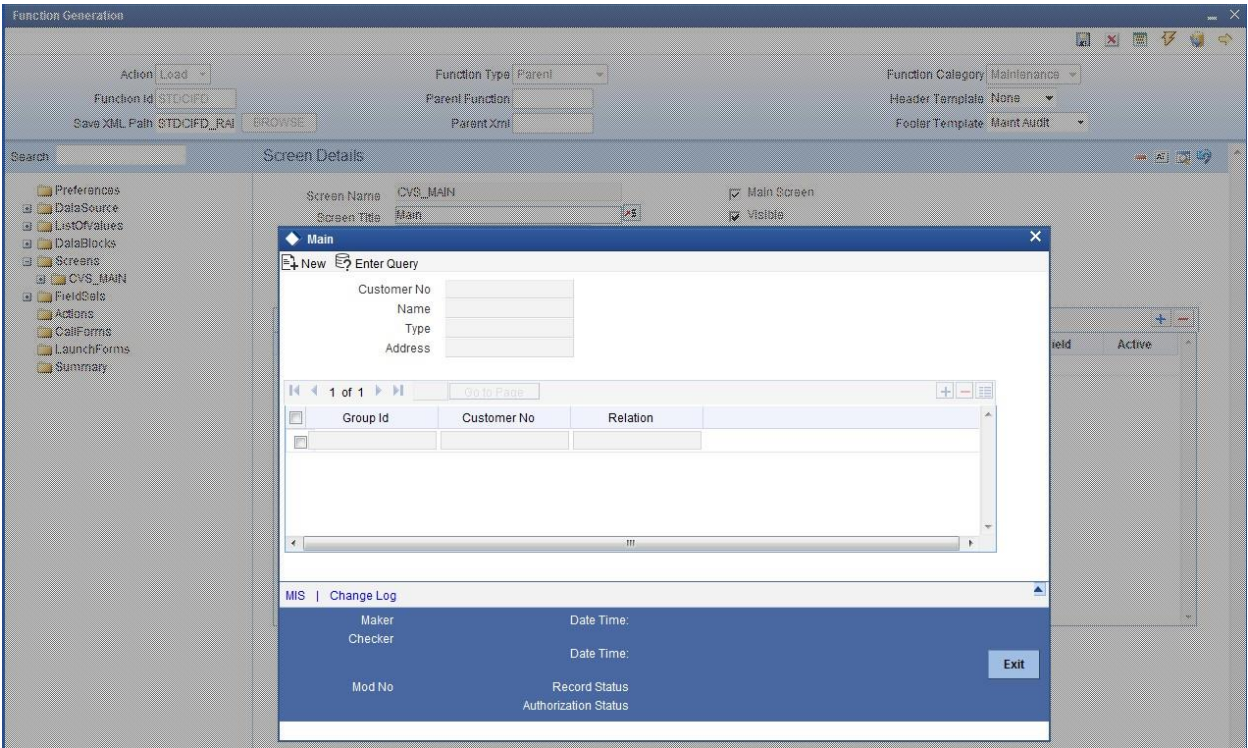 Function Generation
Action Load Function Type Parent Function Category Maintenance
Function Id STDCIFD Parent Function Header Template None
Save XML Path STDCIFD_RAI BROWSE Parent Xml Footer Template Maint Audit
Search Screen Details
Preferences
DataSource
ListOfValues
DataBlocks
Screens
CVS_MAIN
FieldSets
Actions
CallForms
LaunchForms
Summary
Screen Name CVS_MAIN Main Screen
Screen Title Main Visible
Main
New Enter Query
Customer No
Name
Type
Address
ield Active
1 of 1 Go to Page
Group Id Customer No Relation
MIS | Change Log
Maker Date Time:
Checker
Date Time:
Exit
Mod No Record Status
Authorization Status